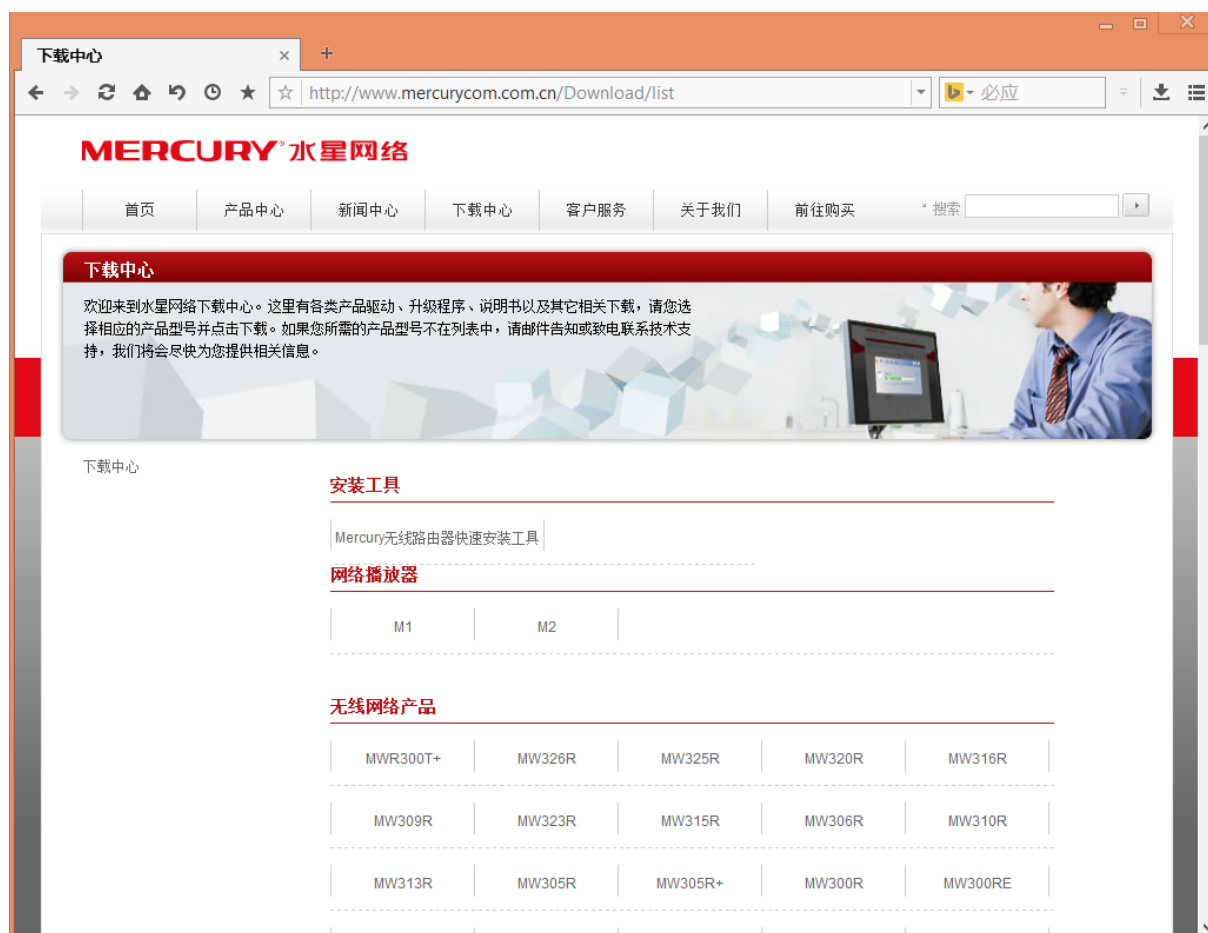 下载中心
http://www.mercurycom.com.cn/Download/list
必应
MERCURY 水星网络
首页 产品中心 新闻中心 下载中心 客户服务 关于我们 前往购买 搜索
下载中心
欢迎来到水星网络下载中心。这里有各类产品驱动、升级程序、说明书以及其它相关下载，请您选
择相应的产品型号并点击下载。如果您所需的产品型号不在列表中，请邮件告知或致电联系技术支
持，我们将会尽快为您提供相关信息。
下载中心
安装工具
Mercury无线路由器快速安装工具
网络播放器
M1 M2
无线网络产品
MWR300T+ MW326R MW325R MW320R MW316R
MW309R MW323R MW315R MW306R MW310R
MW313R MW305R MW305R+ MW300R MW300RE